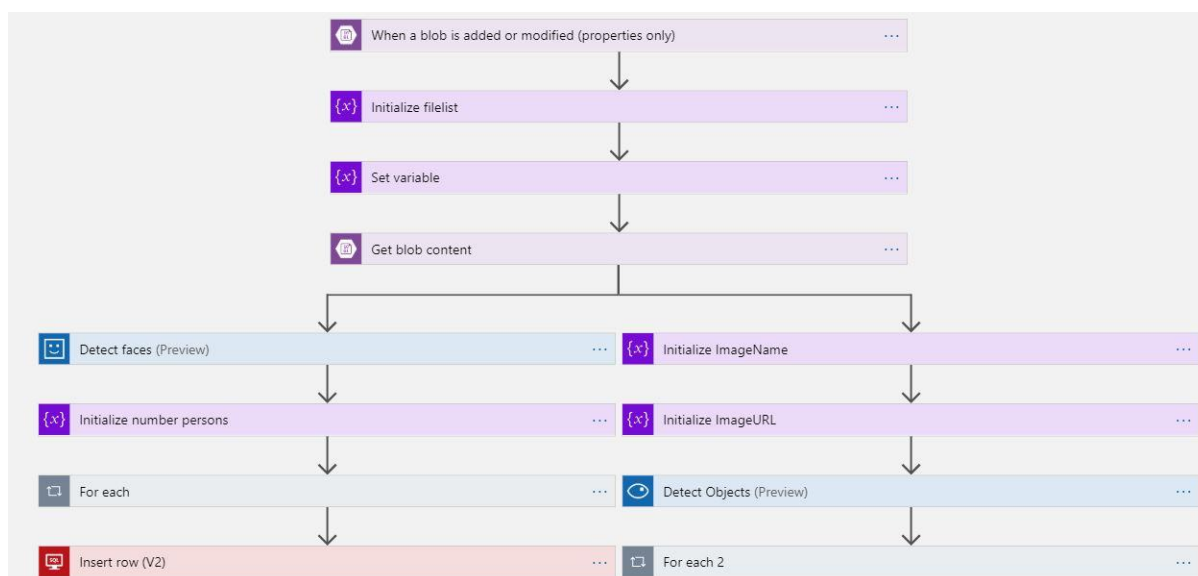 When a blob is added or modified (properties only)
{x} Initialize filelist
{x} Set variable
Get blob content
Detect faces (Preview)
{x} Initialize ImageName
{x} Initialize number persons
{x} Initialize ImageURL
For each
Detect Objects (Preview)
SQL Insert row (V2)
For each 2